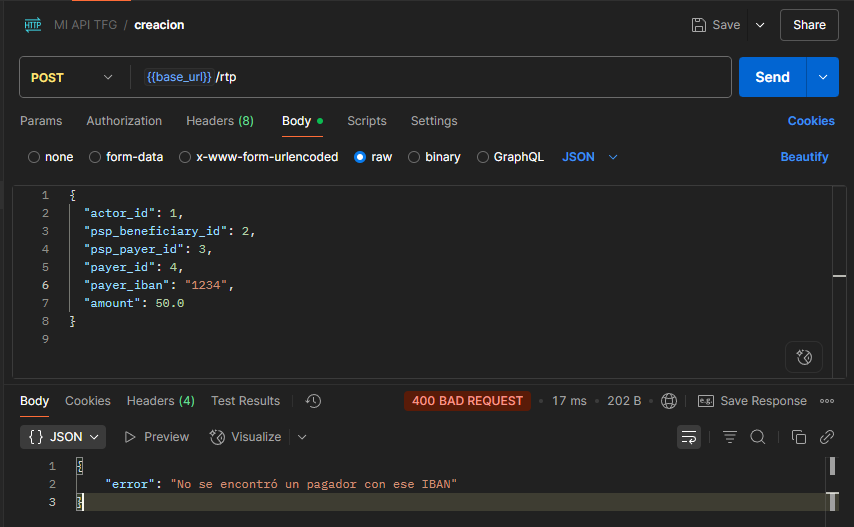 HTTP MI API TFG / creacion Save Share
POST {{base_url}} /rtp Send
Params Authorization Headers (8) Body Scripts Settings Cookies
none form-data x-www-form-urlencoded raw binary GraphQL JSON Beautify
1 {
2 "actor_id": 1,
3 "psp_beneficiary_id": 2,
4 "psp_payer_id": 3,
5 "payer_id": 4,
6 "payer_iban": "1234",
7 "amount": 50.0
8 }
9
Body Cookies Headers (4) Test Results 400 BAD REQUEST • 17 ms • 202 B e.g. Save Response
{} JSON Preview Visualize
1 {
2 "error": "No se encontró un pagador con ese IBAN"
3 }